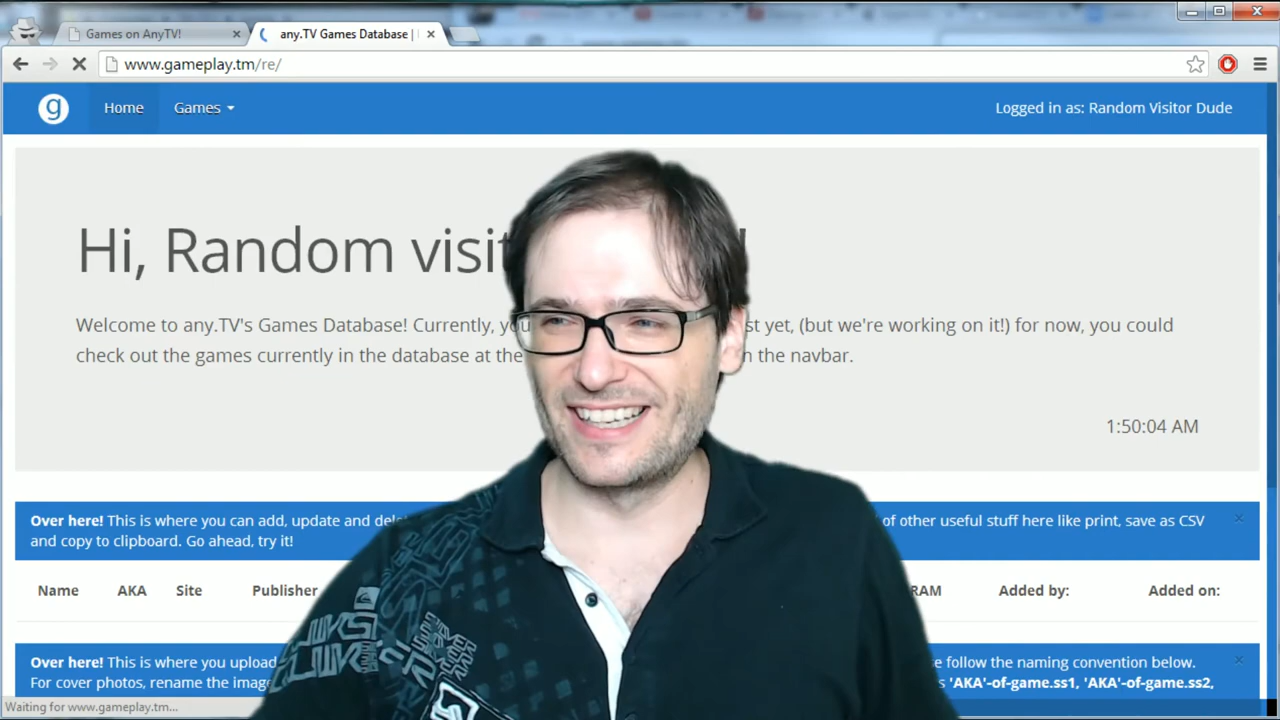 Games on AnyTV!
any.TV Games Database |
www.gameplay.tm/re/
g Home Games Logged in as: Random Visitor Dude
Hi, Random visit
Welcome to any.TV's Games Database! Currently, st yet, (but we're working on it!) for now, you could
check out the games currently in the database at the n the navbar.
1:50:04 AM
Over here! This is where you can add, update and of other useful stuff here like print, save as CSV
and copy to clipboard. Go ahead, try it!
Name AKA Site Publisher RAM Added by: Added on:
Over here! This is where you upload e follow the naming convention below.
For cover photos, rename the s 'AKA'-of-game.ss1, 'AKA'-of-game.ss2,
Waiting for www.gameplay.tm...